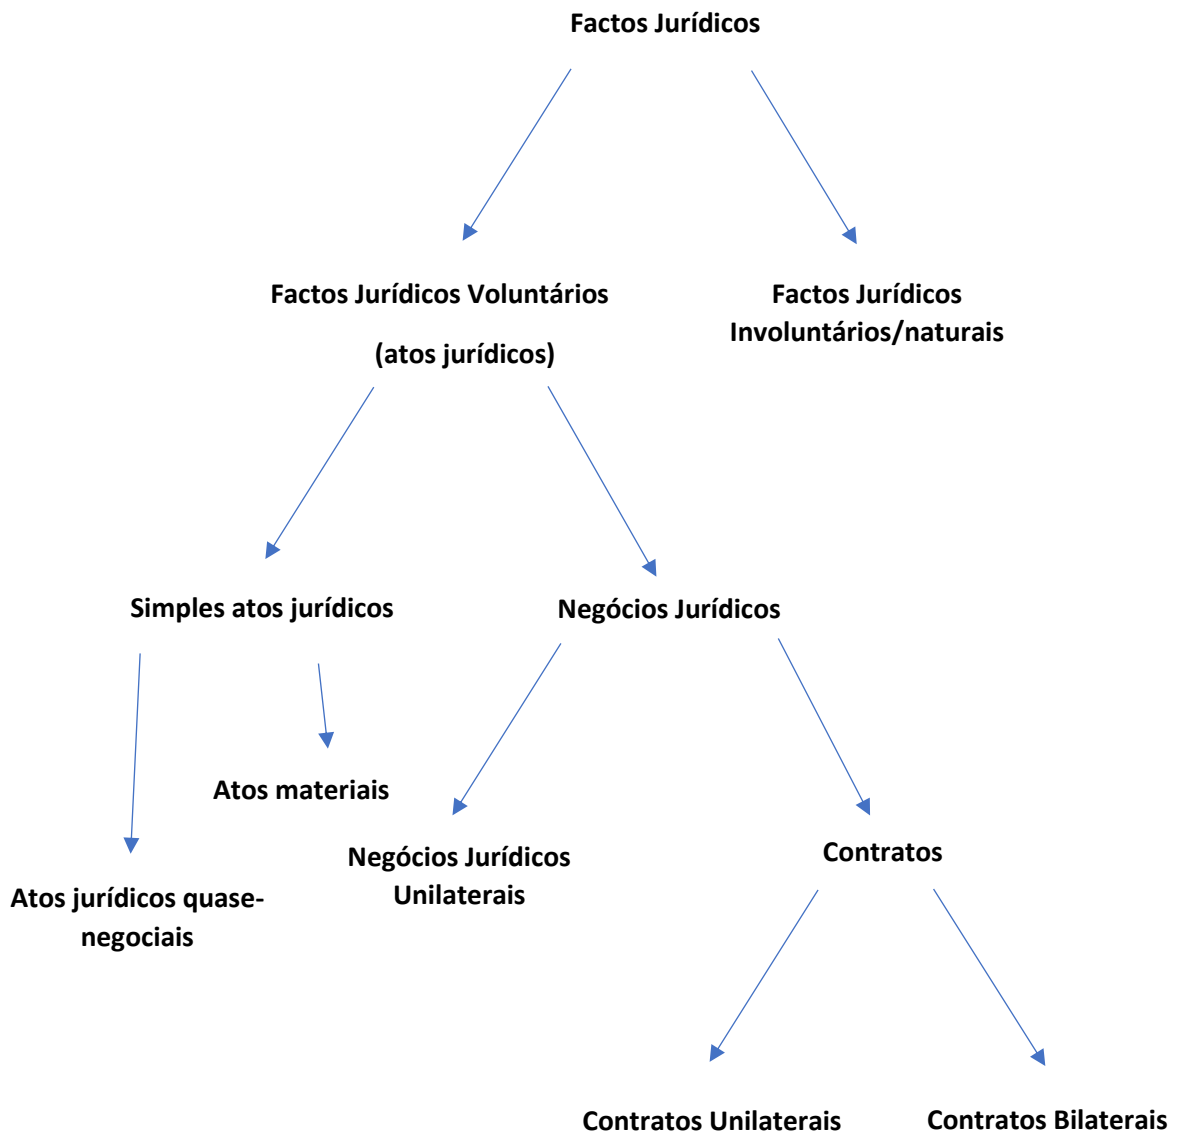 Factos Jurídicos
Factos Jurídicos Voluntários
(atos jurídicos)
Factos Jurídicos
Involuntários/naturais
Simples atos jurídicos
Negócios Jurídicos
Atos materiais
Atos jurídicos quase-
negociais
Negócios Jurídicos
Unilaterais
Contratos
Contratos Unilaterais
Contratos Bilaterais